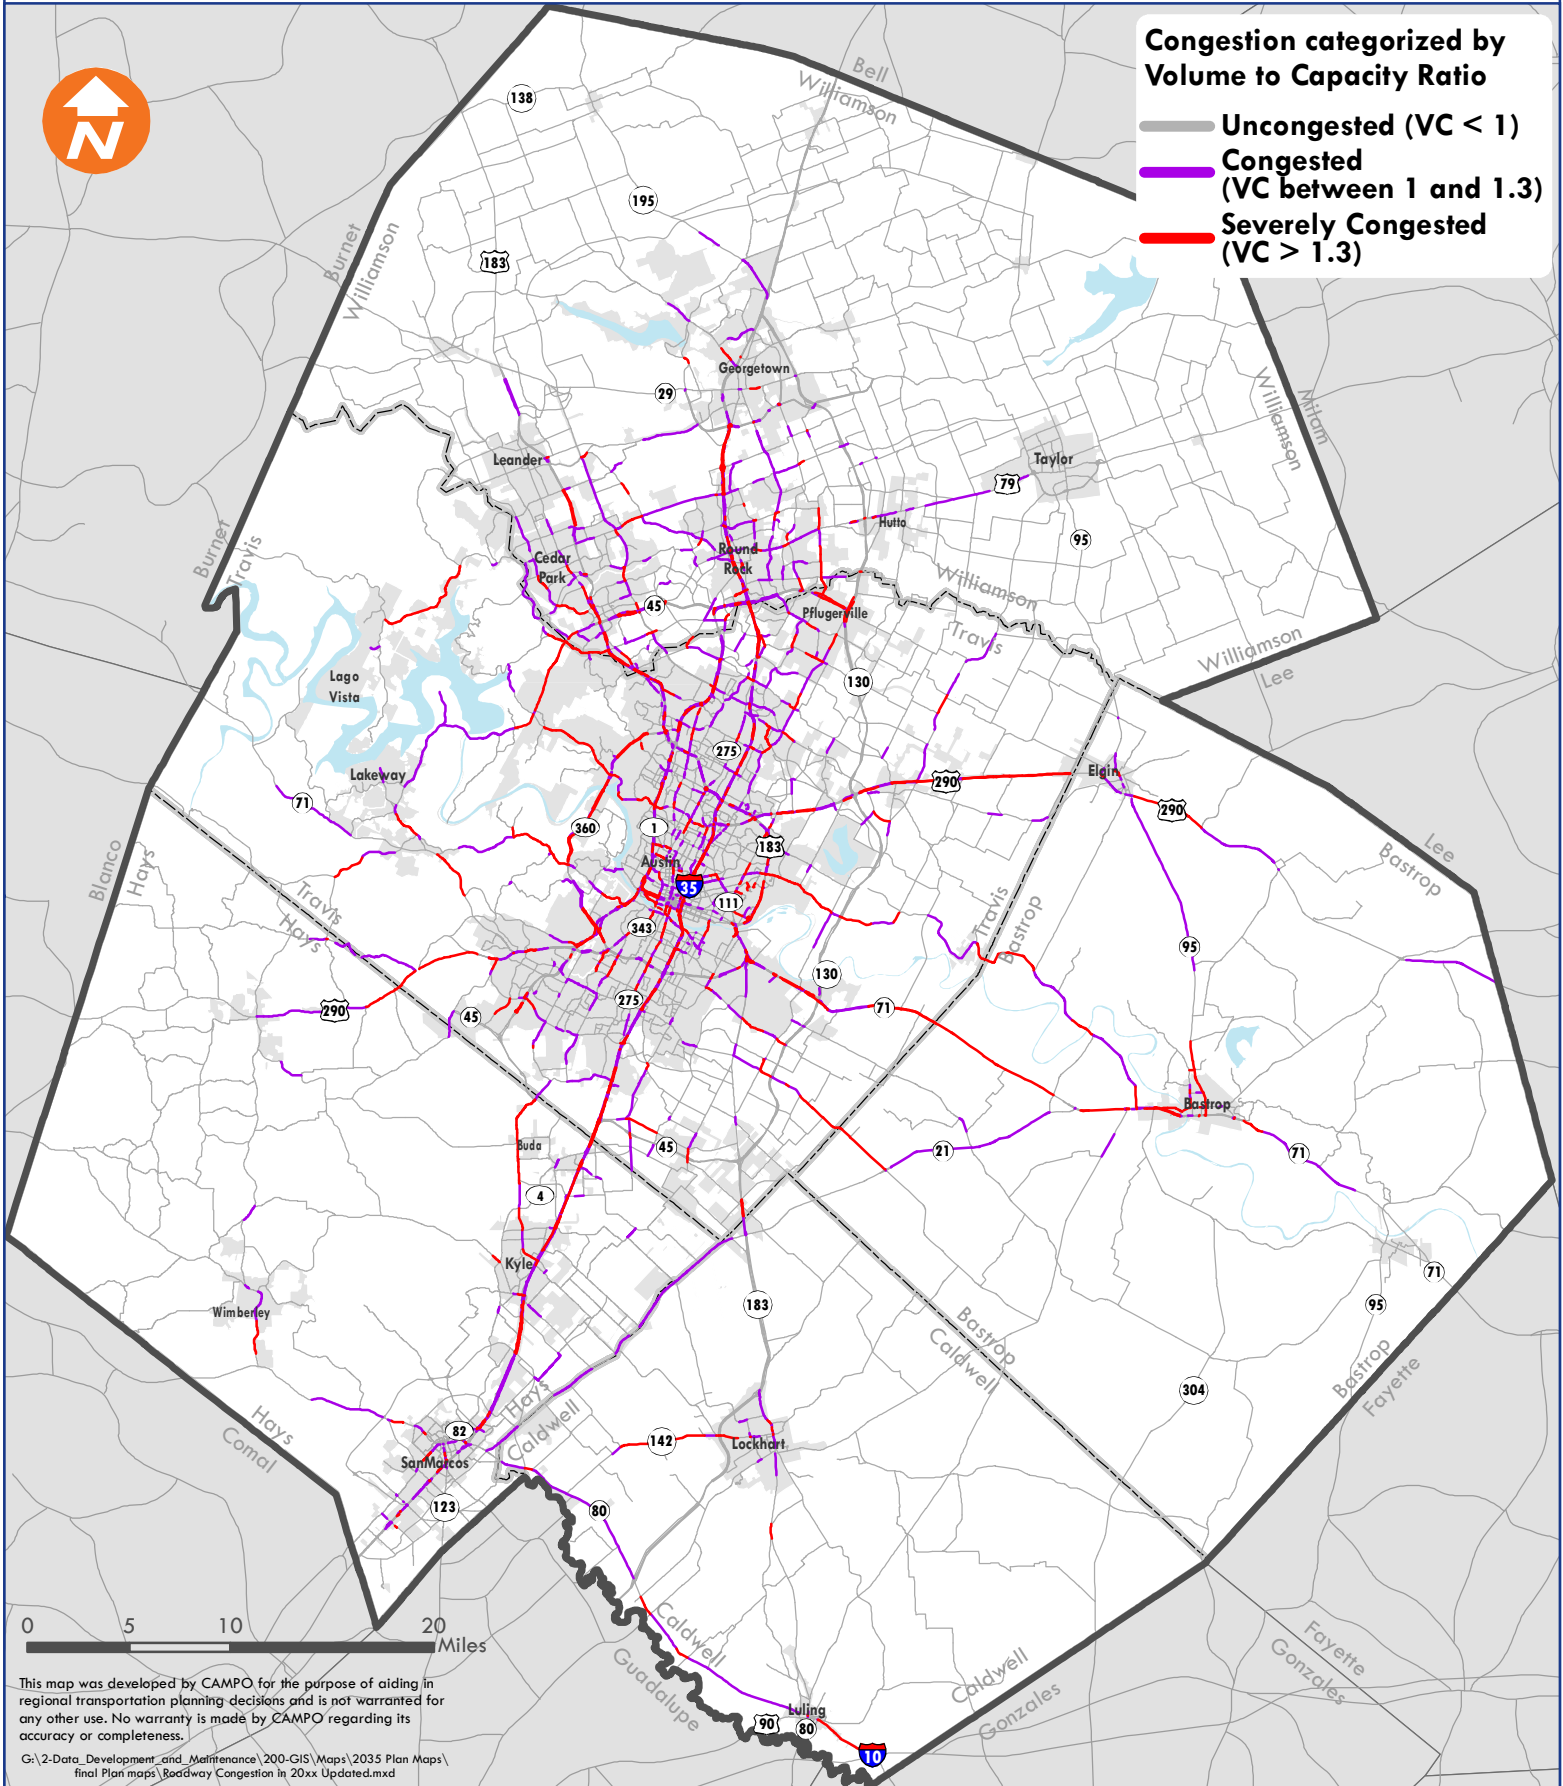 Congestion categorized by
Volume to Capacity Ratio
Uncongested (VC < 1)
Congested
(VC between 1 and 1.3)
Severely Congested
(VC > 1.3)
N
Bell
Williamson
138
195
183
Burnet
Williamson
Georgetown
29
Milam
Williamson
Leander
Taylor
79
Hutto
95
Burnet
Travis
Cedar
Park
Round
Rock
45
Pflugerville
Williamson
Travis
Williamson
Lee
Lago
Vista
130
275
Lakeway
71
290
Elgin
290
360
1
183
Austin
35
111
Blanco
Hays
Lee
Bastrop
Travis
Hays
343
Travis
Bastrop
95
130
290
45
275
71
Bastrop
Buda
45
21
71
4
Kyle
183
71
95
Wimberley
Bastrop
Caldwell
Bastrop
Fayette
304
Hays
Comal
Hays
Caldwell
82
142
Lockhart
SanMarcos
123
80
0 5 10 20
Miles
Caldwell
Guadalupe
Caldwell
Gonzales
Fayette
Gonzales
Luling
90
80
10
This map was developed by CAMPO for the purpose of aiding in
regional transportation planning decisions and is not warranted for
any other use. No warranty is made by CAMPO regarding its
accuracy or completeness.
G:\2-Data_Development_and_Maintenance\200-GIS\Maps\2035 Plan Maps\
final Plan maps\Roadway Congestion in 20xx Updated.mxd